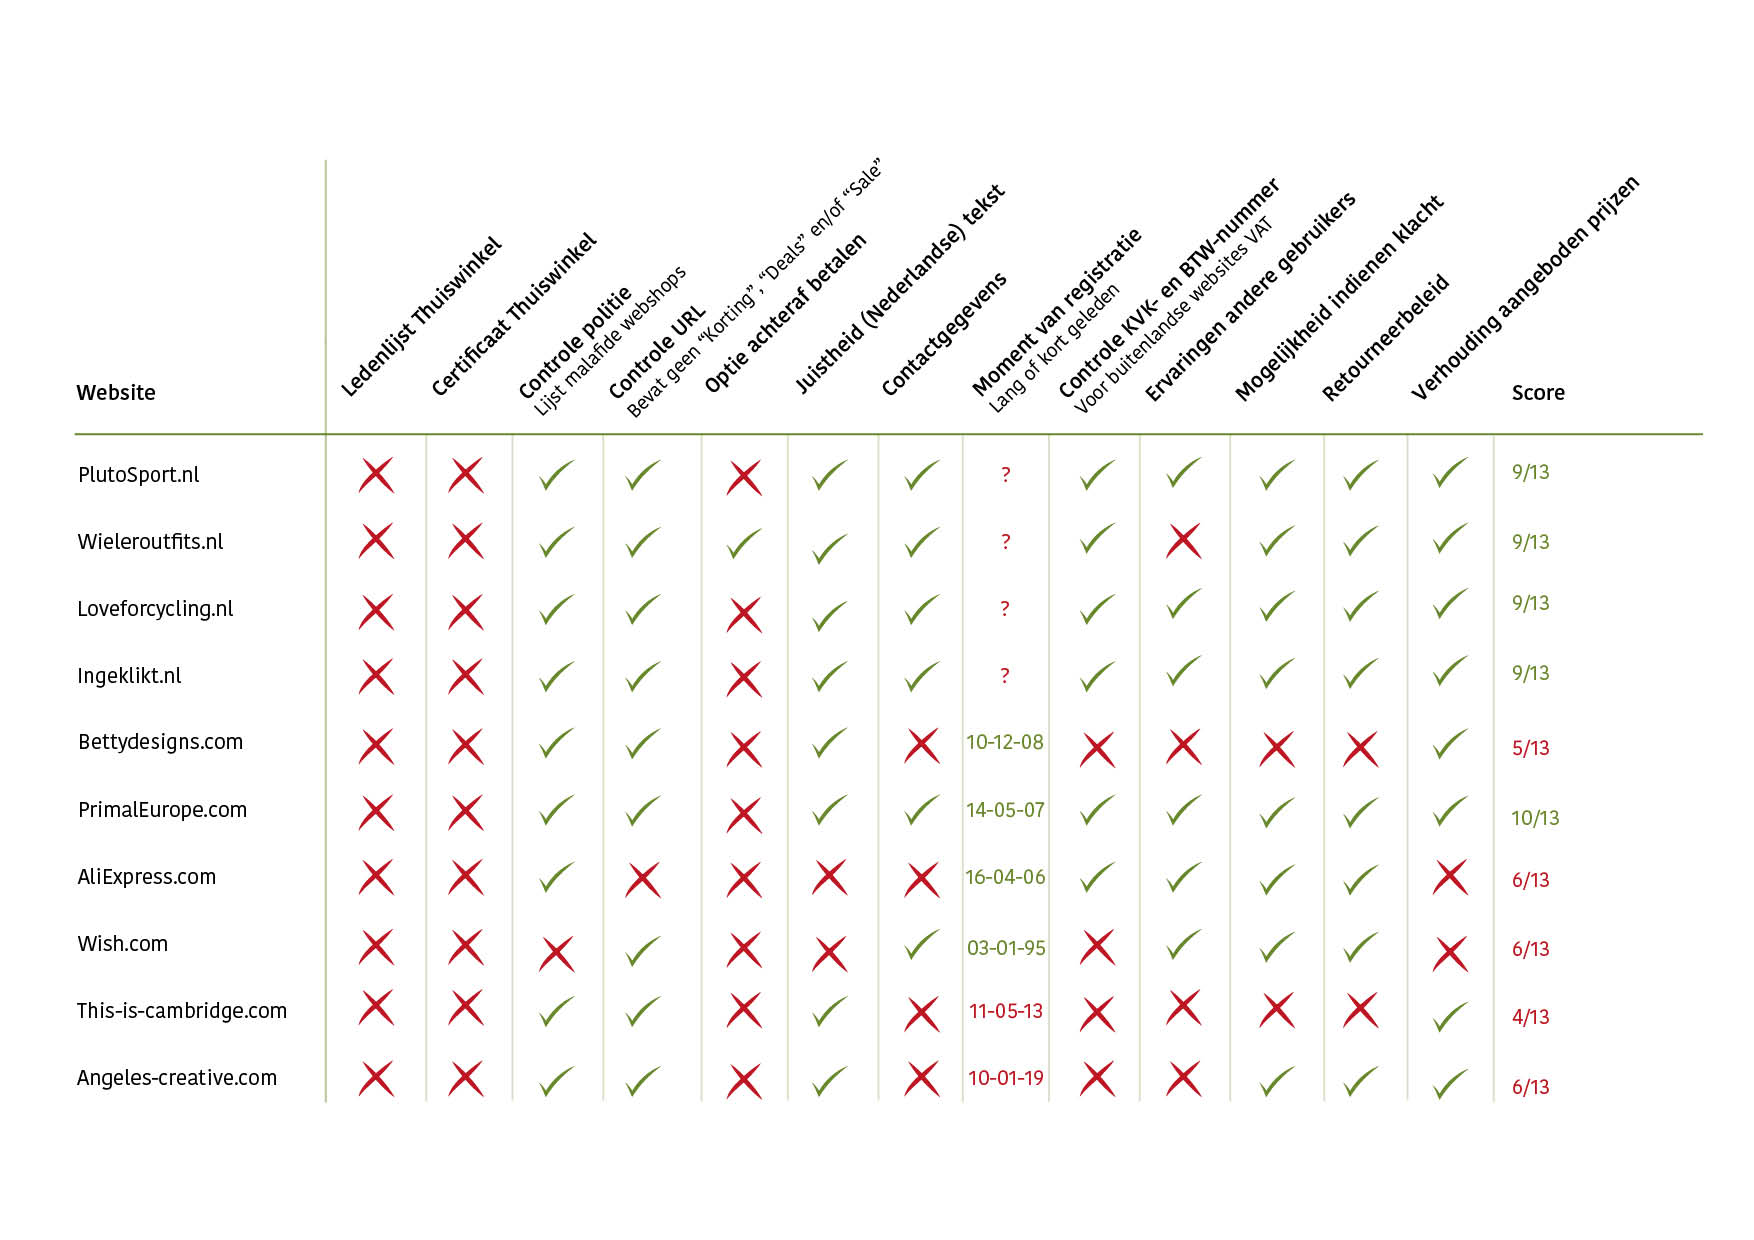 Website
Ledenlijst Thuiswinkel
Certificaat Thuiswinkel
Controle politie
Lijst malafide webshops
Controle URL
Bevat geen “Korting”, “Deals” en/of “Sale”
Optie achteraf betalen
Juistheid (Nederlandse) tekst
Contactgegevens
Moment van registratie
Lang of kort geleden
Controle KVK- en BTW-nummer
Voor buitenlandse websites VAT
Ervaringen andere gebruikers
Mogelijkheid indienen klacht
Retourneerbeleid
Verhouding aangeboden prijzen
Score
PlutoSport.nl ? 9/13
Wieleroutfits.nl ? 9/13
Loveforcycling.nl ? 9/13
Ingeklikt.nl ? 9/13
Bettydesigns.com 10-12-08 5/13
PrimalEurope.com 14-05-07 10/13
AliExpress.com 16-04-06 6/13
Wish.com 03-01-95 6/13
This-is-cambridge.com 11-05-13 4/13
Angeles-creative.com 10-01-19 6/13